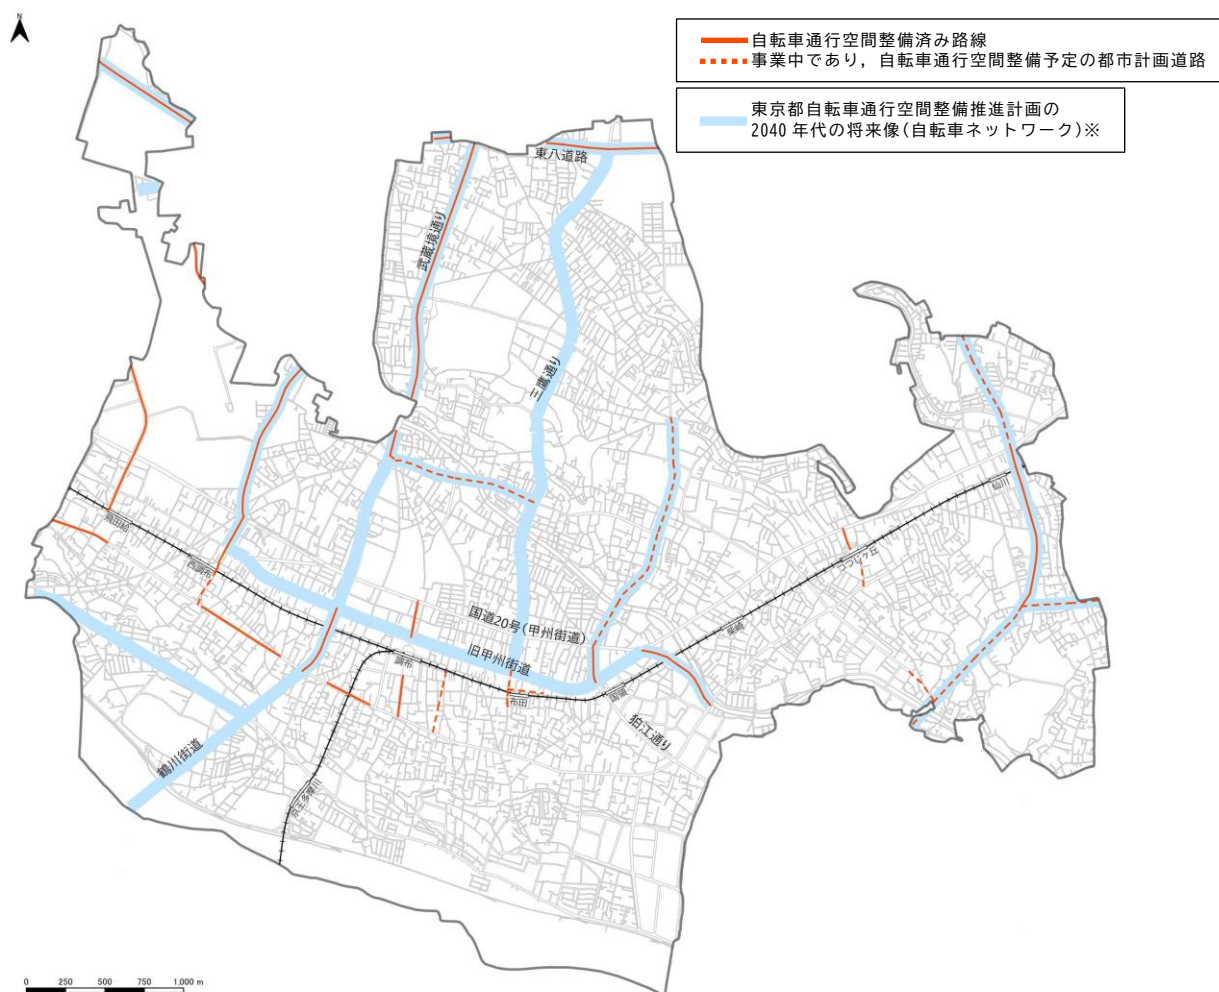 N
自転車通行空間整備済み路線
事業中であり，自転車通行空間整備予定の都市計画道路
東京都自転車通行空間整備推進計画の
2040年代の将来像(自転車ネットワーク)※
東八道路
武蔵境通り
三鷹通り
仙川
つつじヶ丘
飛田給
西調布
柴崎
国道20号(甲州街道)
旧甲州街道
調布
布田
国領
狛江通り
鶴川街道
京王多摩川
0 250 500 750 1,000 m